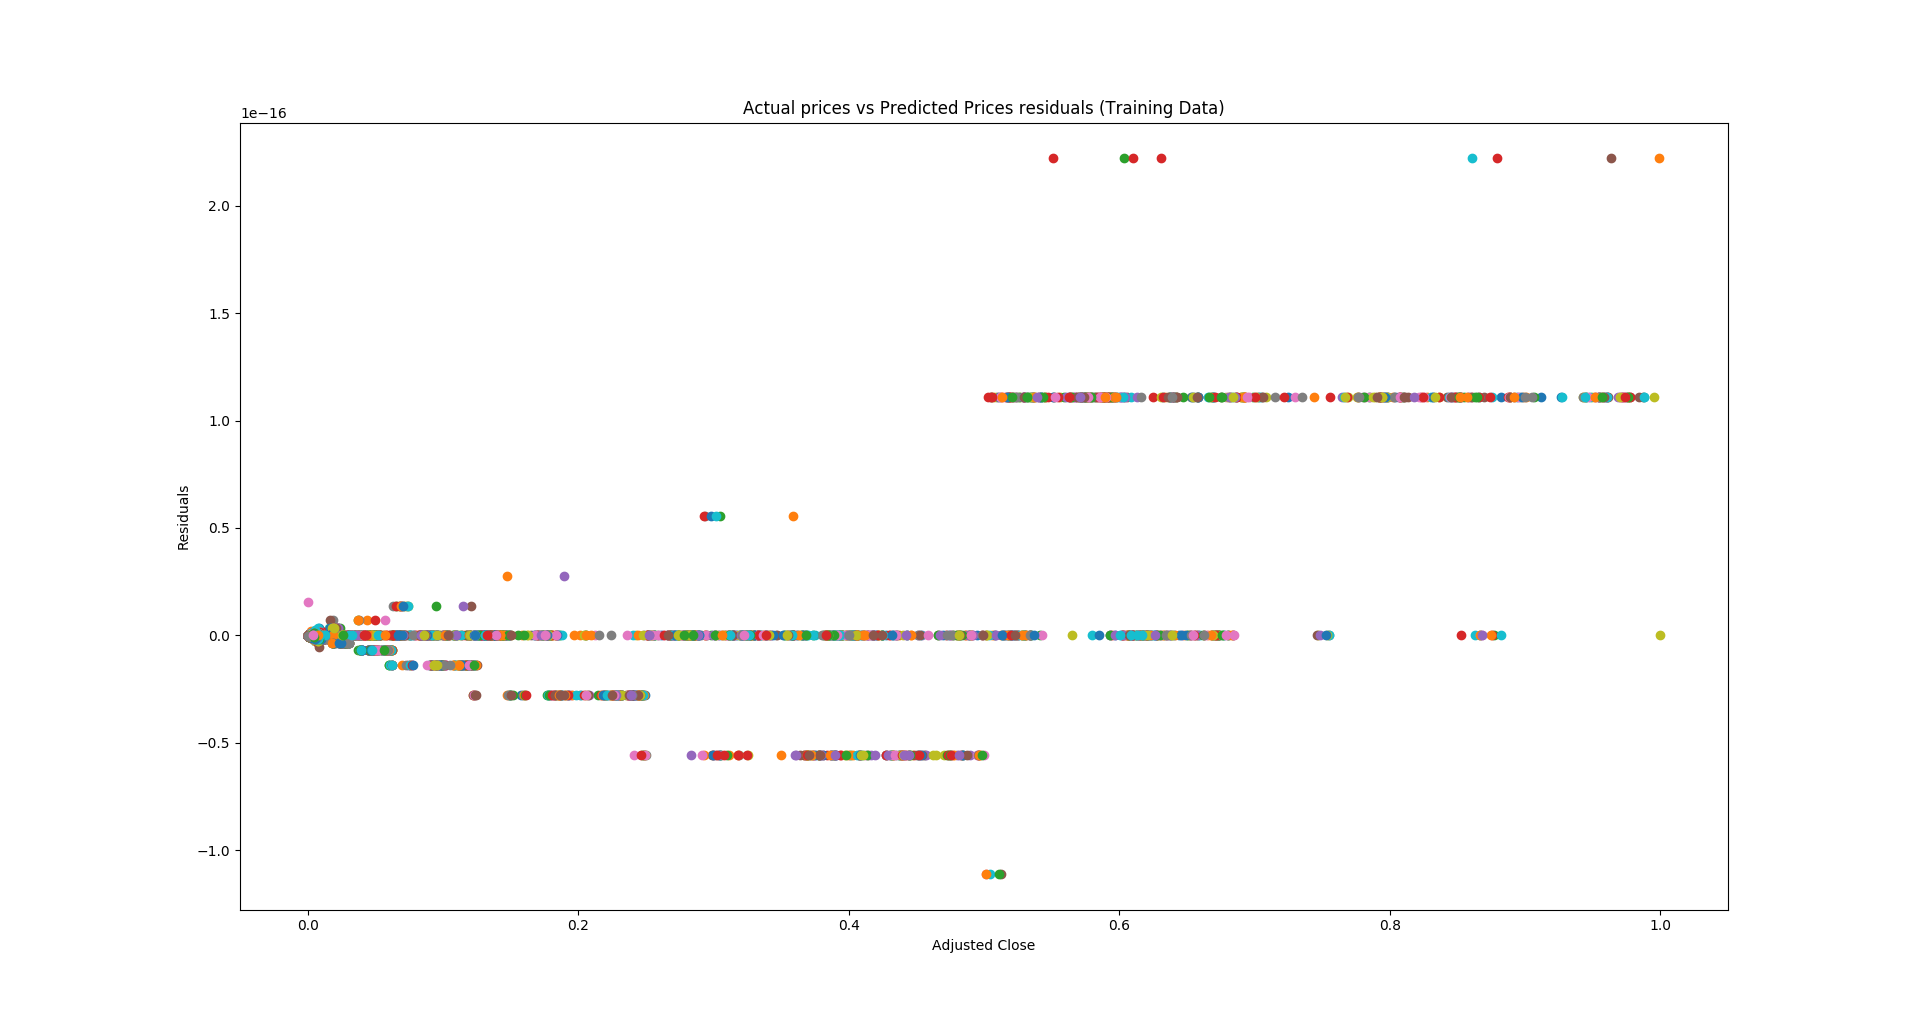 Actual prices vs Predicted Prices residuals (Training Data)
1e−16
2.0
1.5
1.0
0.5
0.0
−0.5
−1.0
Residuals
0.0 0.2 0.4 0.6 0.8 1.0
Adjusted Close